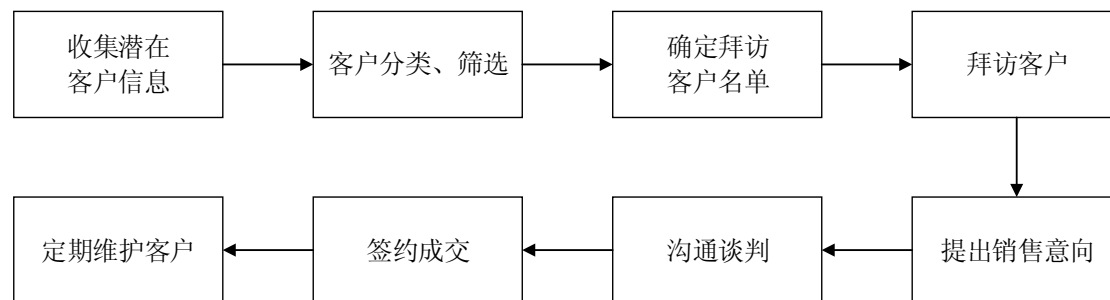 收集潜在
客户信息
客户分类、筛选
确定拜访
客户名单
拜访客户
提出销售意向
沟通谈判
签约成交
定期维护客户